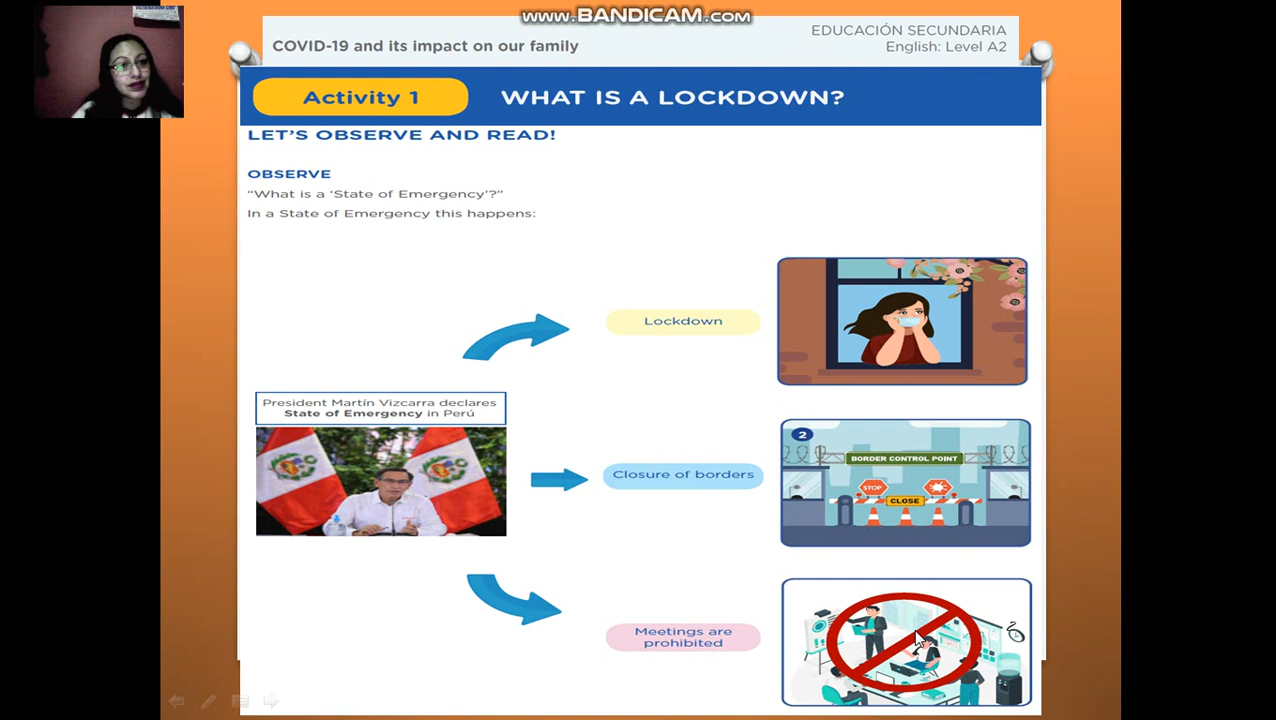 www.BANDICAM.com
EDUCACIÓN SECUNDARIA
COVID-19 and its impact on our family
English: Level A2
Activity 1
WHAT IS A LOCKDOWN?
LET'S OBSERVE AND READ!
OBSERVE
“What is a ‘State of Emergency’?”
In a State of Emergency this happens:
Lockdown
President Martín Vizcarra declares
State of Emergency in Perú
Closure of borders
2
BORDER CONTROL POINT
STOP
CLOSE
Meetings are
prohibited